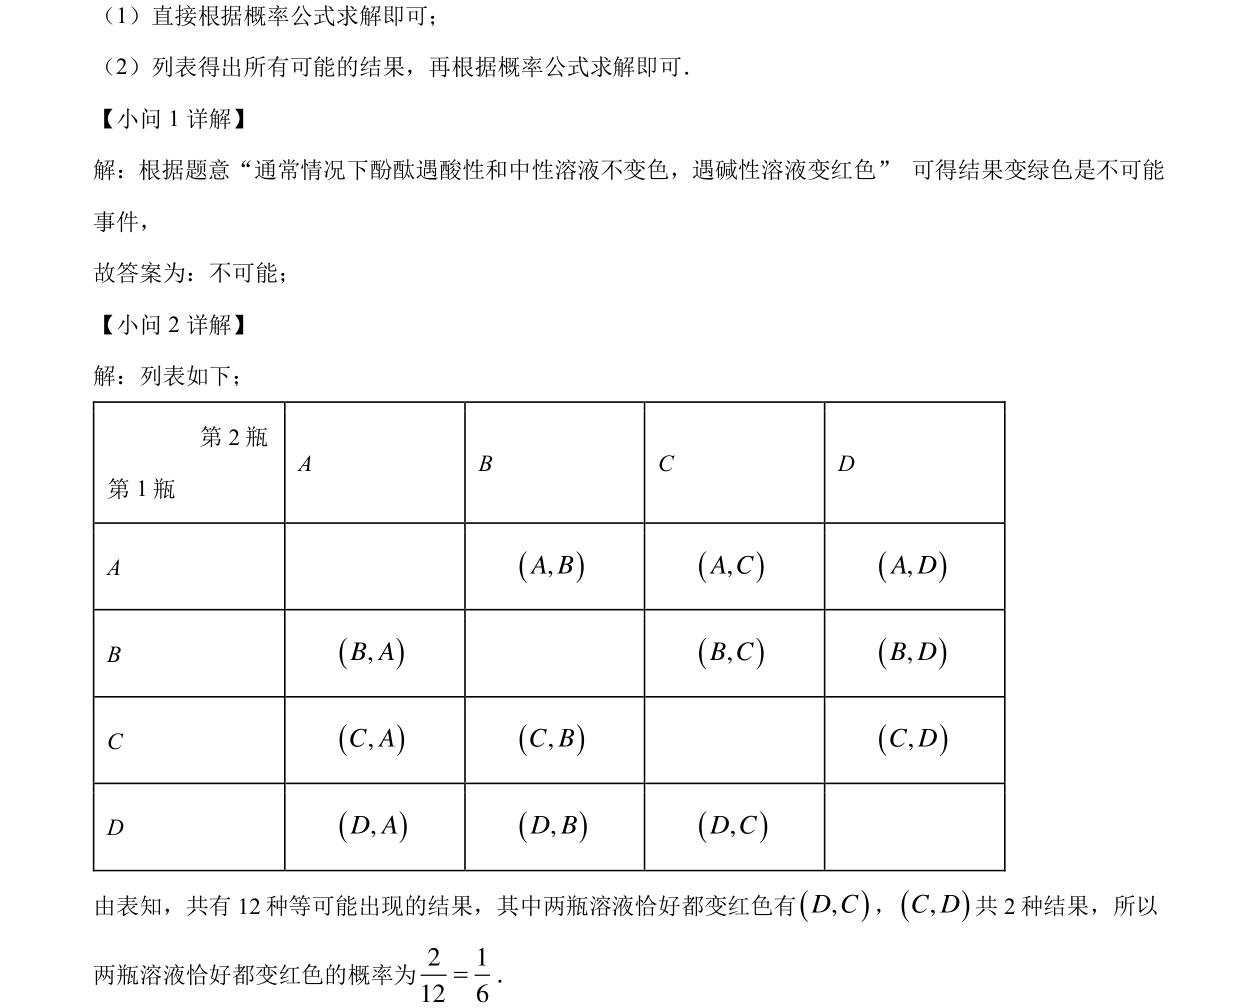 （1）直接根据概率公式求解即可；
（2）列表得出所有可能的结果，再根据概率公式求解即可．
【小问 1 详解】
解：根据题意“通常情况下酚酞遇酸性和中性溶液不变色，遇碱性溶液变红色” 可得结果变绿色是不可能
事件，
故答案为：不可能；
【小问 2 详解】
解：列表如下；
第 2 瓶
第 1 瓶
A B C D
A (A,B) (A,C) (A,D)
B (B,A) (B,C) (B,D)
C (C,A) (C,B) (C,D)
D (D,A) (D,B) (D,C)
由表知，共有 12 种等可能出现的结果，其中两瓶溶液恰好都变红色有(D,C)，(C,D)共 2 种结果，所以
两瓶溶液恰好都变红色的概率为2/12=1/6．